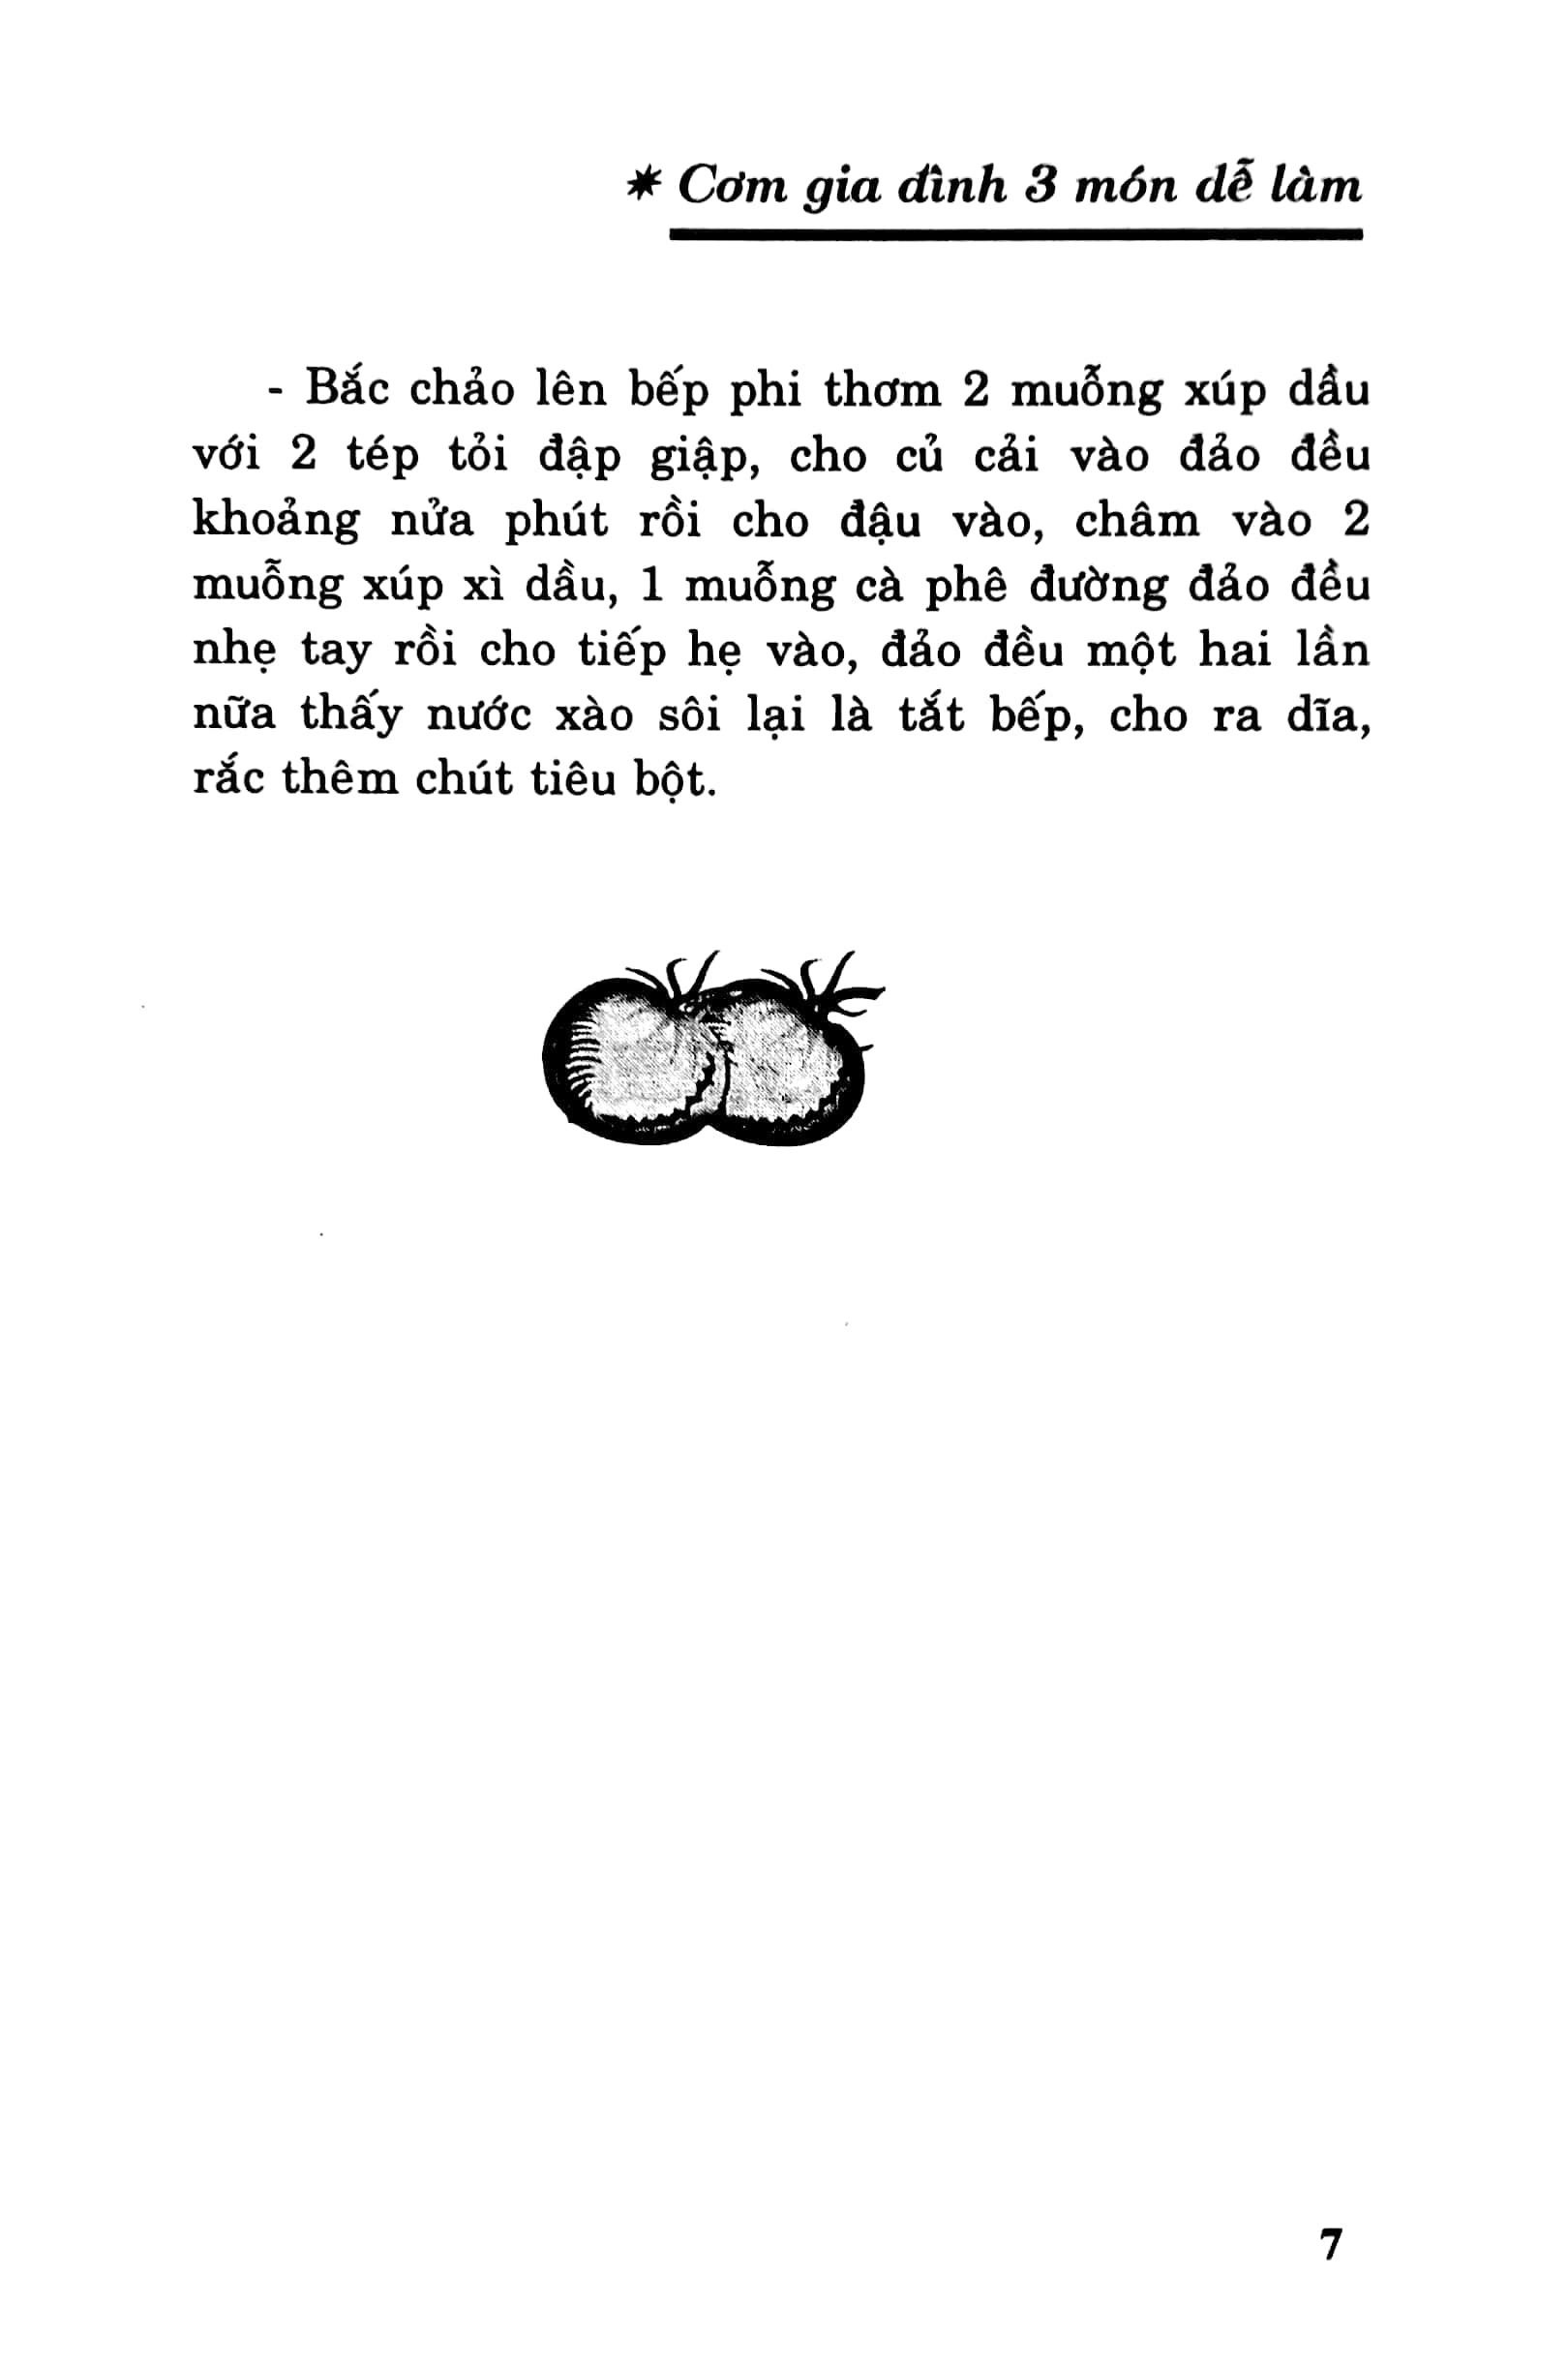 ✷ Cơm gia đình 3 món dễ làm
- Bắc chảo lên bếp phi thơm 2 muỗng xúp dầu
với 2 tép tỏi đập giập, cho củ cải vào đảo đều
khoảng nửa phút rồi cho đậu vào, châm vào 2
muỗng xúp xì dầu, 1 muỗng cà phê đường đảo đều
nhẹ tay rồi cho tiếp hẹ vào, đảo đều một hai lần
nữa thấy nước xào sôi lại là tắt bếp, cho ra dĩa,
rắc thêm chút tiêu bột.
7